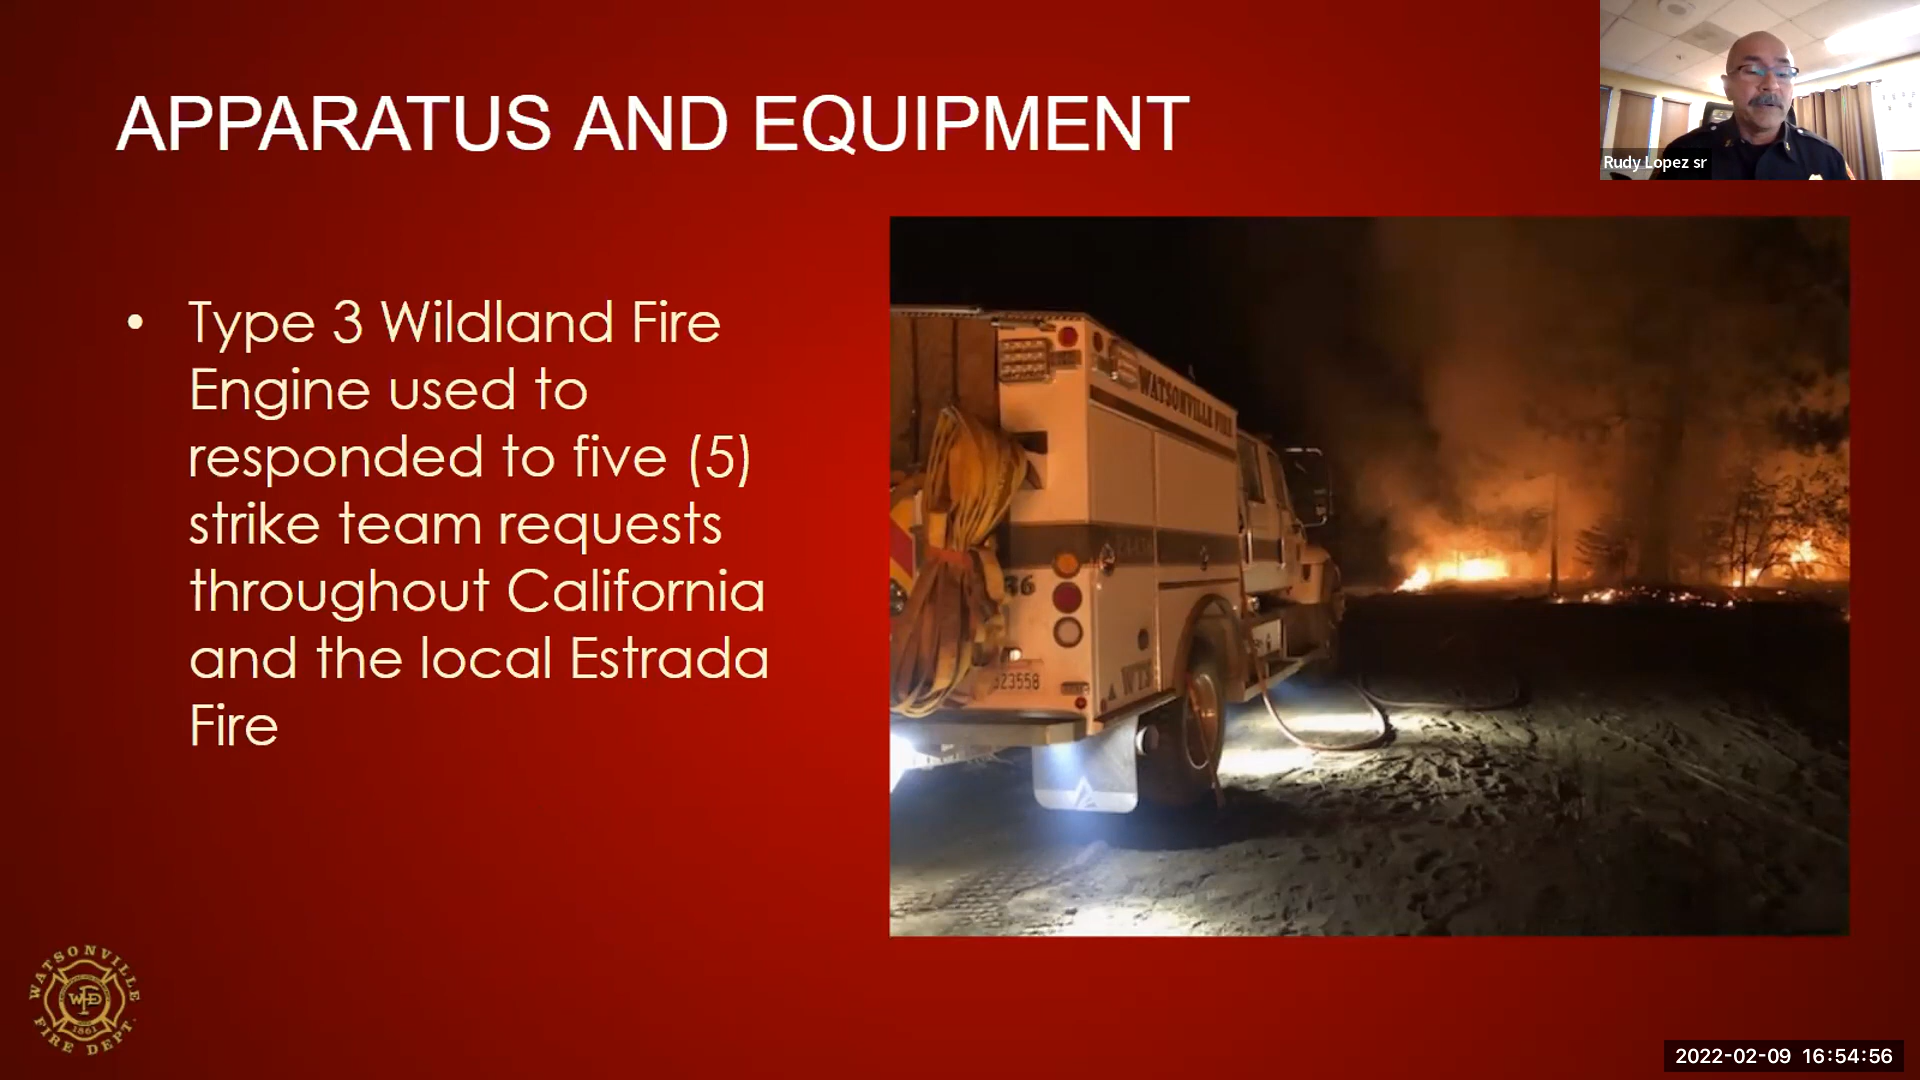 APPARATUS AND EQUIPMENT
Rudy Lopez sr
• Type 3 Wildland Fire
Engine used to
responded to five (5)
strike team requests
throughout California
and the local Estrada
Fire
WATSONVILLE FIRE
36
23558
WATSONVILLE
WFD
1861
FIRE DEPT.
2022-02-09 16:54:56